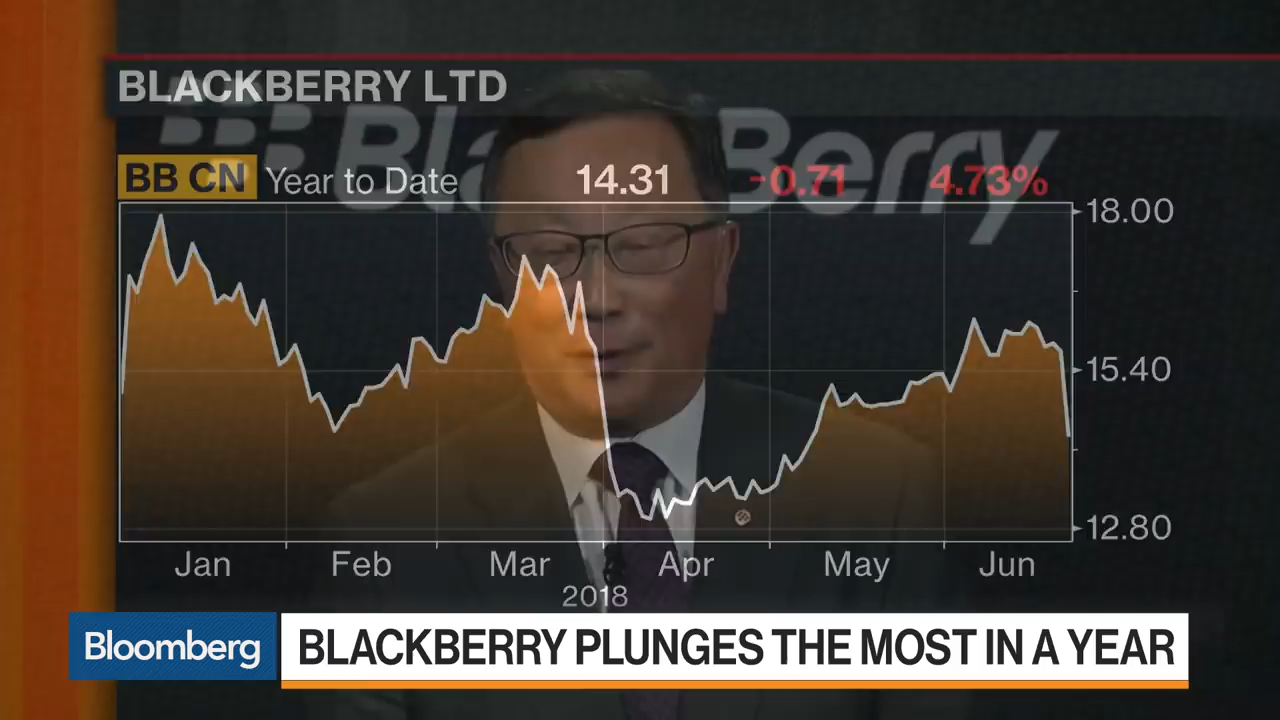 BLACKBERRY LTD
BlackBerry
BB CN Year to Date 14.31 -0.71 4.73%
18.00
15.40
12.80
Jan Feb Mar Apr May Jun
2018
Bloomberg BLACKBERRY PLUNGES THE MOST IN A YEAR